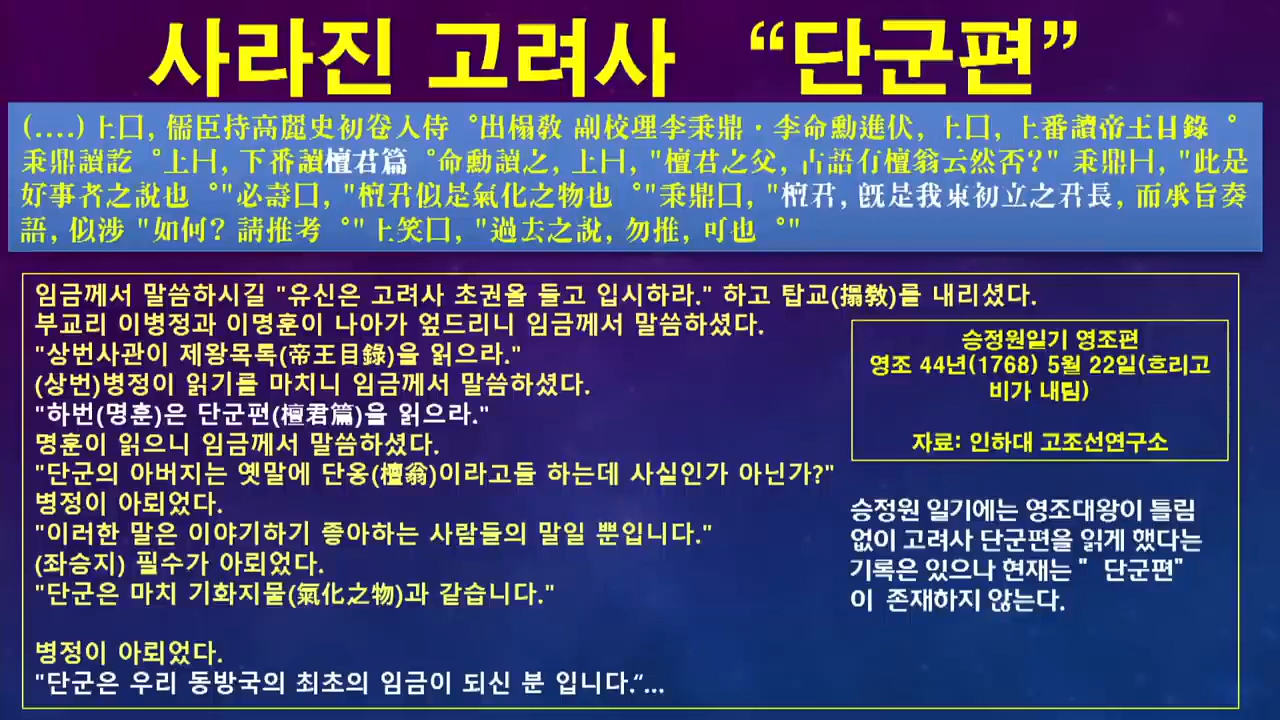 사라진 고려사 “단군편”
(....) 上曰, 儒臣持高麗史初卷入侍 。出榻敎 副校理李秉鼎·李命勳進伏, 上曰, 上番讀帝王目錄 。
秉鼎讀訖 。上曰, 下番讀檀君篇 。命勳讀之, 上曰, "檀君之父, 古語有檀翁云然否?" 秉鼎曰, "此是
好事者之說也 。"必壽曰, "檀君似是氣化之物也 。"秉鼎曰, "檀君, 旣是我東初立之君長, 而承旨奏
語, 似涉 "如何? 請推考 。"上笑曰, "過去之說, 勿推, 可也 。"
임금께서 말씀하시길 "유신은 고려사 초권을 들고 입시하라." 하고 탑교(搨敎)를 내리셨다.
부교리 이병정과 이명훈이 나아가 엎드리니 임금께서 말씀하셨다.
"상번사관이 제왕목톡(帝王目錄)을 읽으라."
(상번)병정이 읽기를 마치니 임금께서 말씀하셨다.
"하번(명훈)은 단군편(檀君篇)을 읽으라."
명훈이 읽으니 임금께서 말씀하셨다.
"단군의 아버지는 옛말에 단옹(檀翁)이라고들 하는데 사실인가 아닌가?"
병정이 아뢰었다.
"이러한 말은 이야기하기 좋아하는 사람들의 말일 뿐입니다."
(좌승지) 필수가 아뢰었다.
"단군은 마치 기화지물(氣化之物)과 같습니다."
병정이 아뢰었다.
"단군은 우리 동방국의 최초의 임금이 되신 분 입니다.“...
승정원일기 영조편
영조 44년(1768) 5월 22일(흐리고
비가 내림)
자료: 인하대 고조선연구소
승정원 일기에는 영조대왕이 틀림
없이 고려사 단군편을 읽게 했다는
기록은 있으나 현재는 " 단군편"
이 존재하지 않는다.